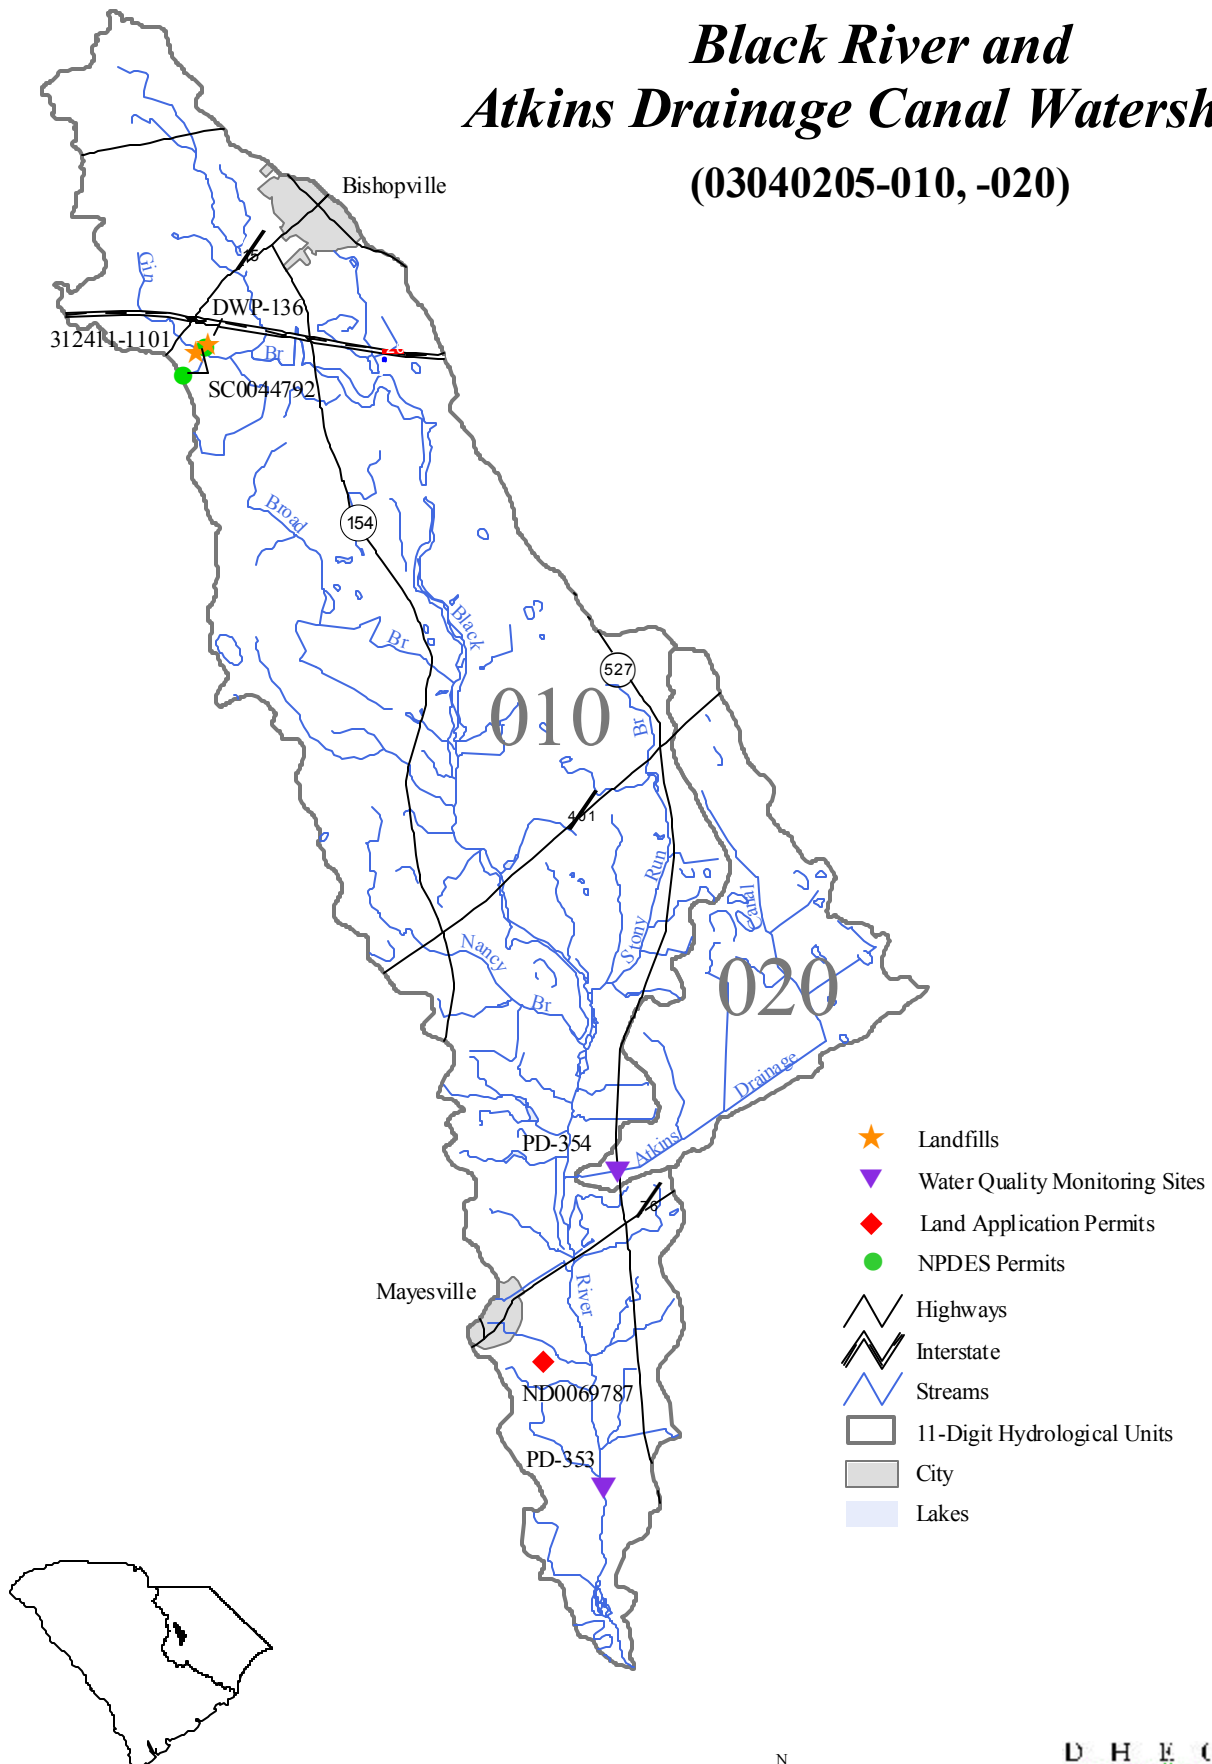 Black River and
Atkins Drainage Canal Watersh
(03040205-010, -020)
Bishopville
15
Gin
DWP-136
312411-1101
Br
SC0044792
Broad
154
Black
Br
527
010
Br
401
Run
Canal
Stony
Nancy
020
Br
Drainage
PD-354
Atkins
76
Mayesville
River
ND0069787
PD-353
Landfills
Water Quality Monitoring Sites
Land Application Permits
NPDES Permits
Highways
Interstate
Streams
11-Digit Hydrological Units
City
Lakes
N
D H E